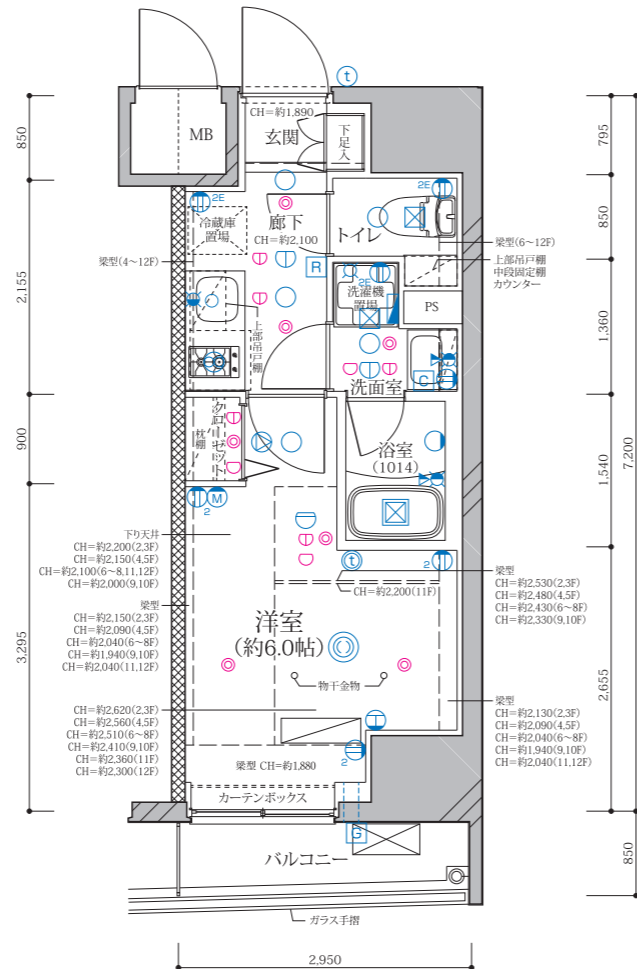 t
MB
CH=約1,890
玄関
下足入
850
795
2E
冷蔵庫
置場
廊下
CH=約2,100
トイレ
2E
850
梁型(6〜12F)
梁型(4〜12F)
R
上部吊戸棚
中段固定棚
カウンター
2E
洗濯機
置場
PS
2,155
上部吊戸棚
1,360
洗面室
C
クローゼット
枕棚
浴室
(1014)
900
1,540
7,200
2
M
下り天井
CH=約2,200(2,3F)
CH=約2,150(4,5F)
CH=約2,100(6〜8,11,12F)
CH=約2,000(9,10F)
t
2
梁型
CH=約2,530(2,3F)
CH=約2,480(4,5F)
CH=約2,430(6〜8F)
CH=約2,330(9,10F)
CH=約2,200(11F)
梁型
CH=約2,150(2,3F)
CH=約2,090(4,5F)
CH=約2,040(6〜8F)
CH=約1,940(9,10F)
CH=約2,040(11,12F)
洋室
(約6.0帖)
3,295
2,655
物干金物
CH=約2,620(2,3F)
CH=約2,560(4,5F)
CH=約2,510(6〜8F)
CH=約2,410(9,10F)
CH=約2,360(11F)
CH=約2,300(12F)
梁型
CH=約2,130(2,3F)
CH=約2,090(4,5F)
CH=約2,040(6〜8F)
CH=約1,940(9,10F)
CH=約2,040(11,12F)
2
梁型 CH=約1,880
カーテンボックス
G
バルコニー
850
ガラス手摺
2,950